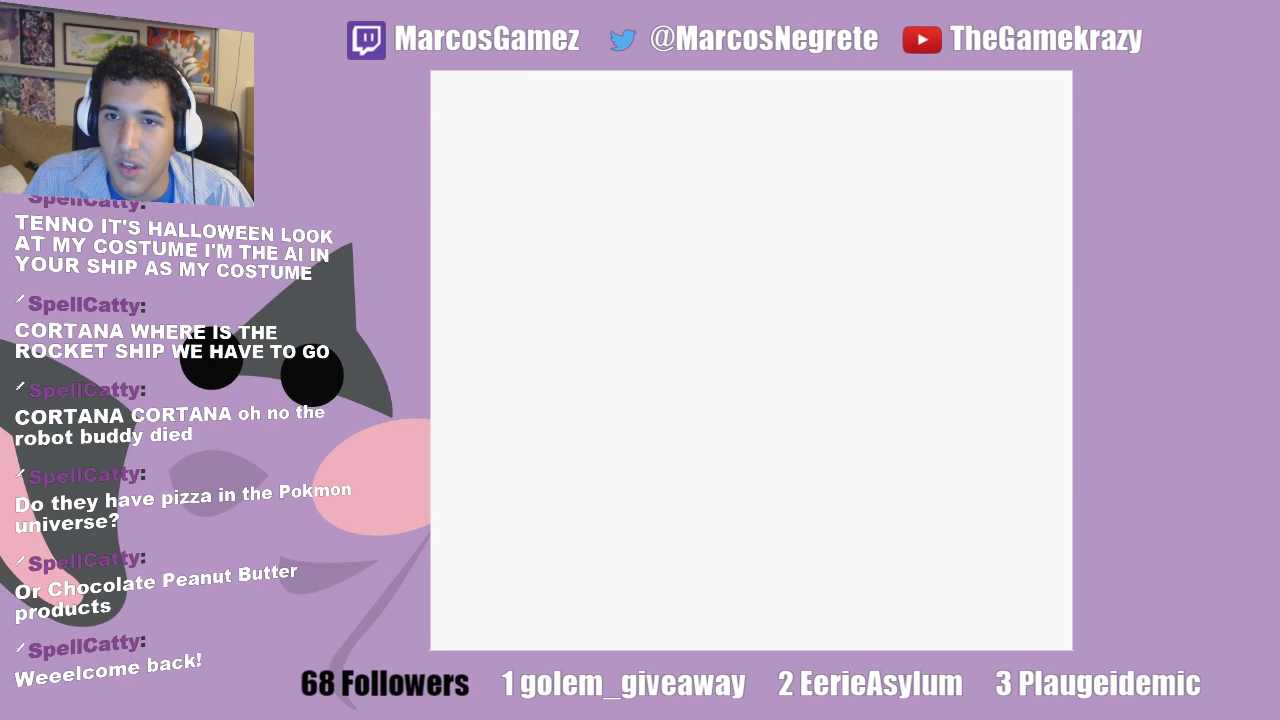 MarcosGamez @MarcosNegrete TheGamekrazy
SpellCatty:
TENNO IT'S HALLOWEEN LOOK
AT MY COSTUME I'M THE AI IN
YOUR SHIP AS MY COSTUME
SpellCatty:
CORTANA WHERE IS THE
ROCKET SHIP WE HAVE TO GO
SpellCatty:
CORTANA CORTANA oh no the
robot buddy died
SpellCatty:
Do they have pizza in the Pokmon
universe?
SpellCatty:
Or Chocolate Peanut Butter
products
SpellCatty:
Weeelcome back!
68 Followers 1 golem_giveaway 2 EerieAsylum 3 Plaugeidemic